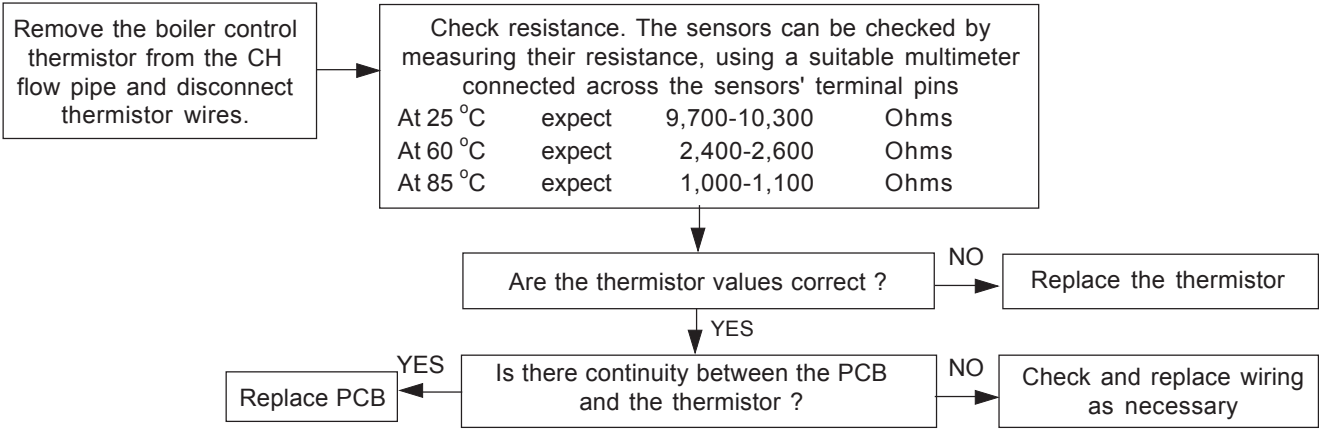 Remove the boiler control
thermistor from the CH
flow pipe and disconnect
thermistor wires.
Check resistance. The sensors can be checked by
measuring their resistance, using a suitable multimeter
connected across the sensors' terminal pins
At 25 °C expect 9,700-10,300 Ohms
At 60 °C expect 2,400-2,600 Ohms
At 85 °C expect 1,000-1,100 Ohms
Are the thermistor values correct ?
NO
Replace the thermistor
YES
Is there continuity between the PCB
and the thermistor ?
YES
Replace PCB
NO
Check and replace wiring
as necessary